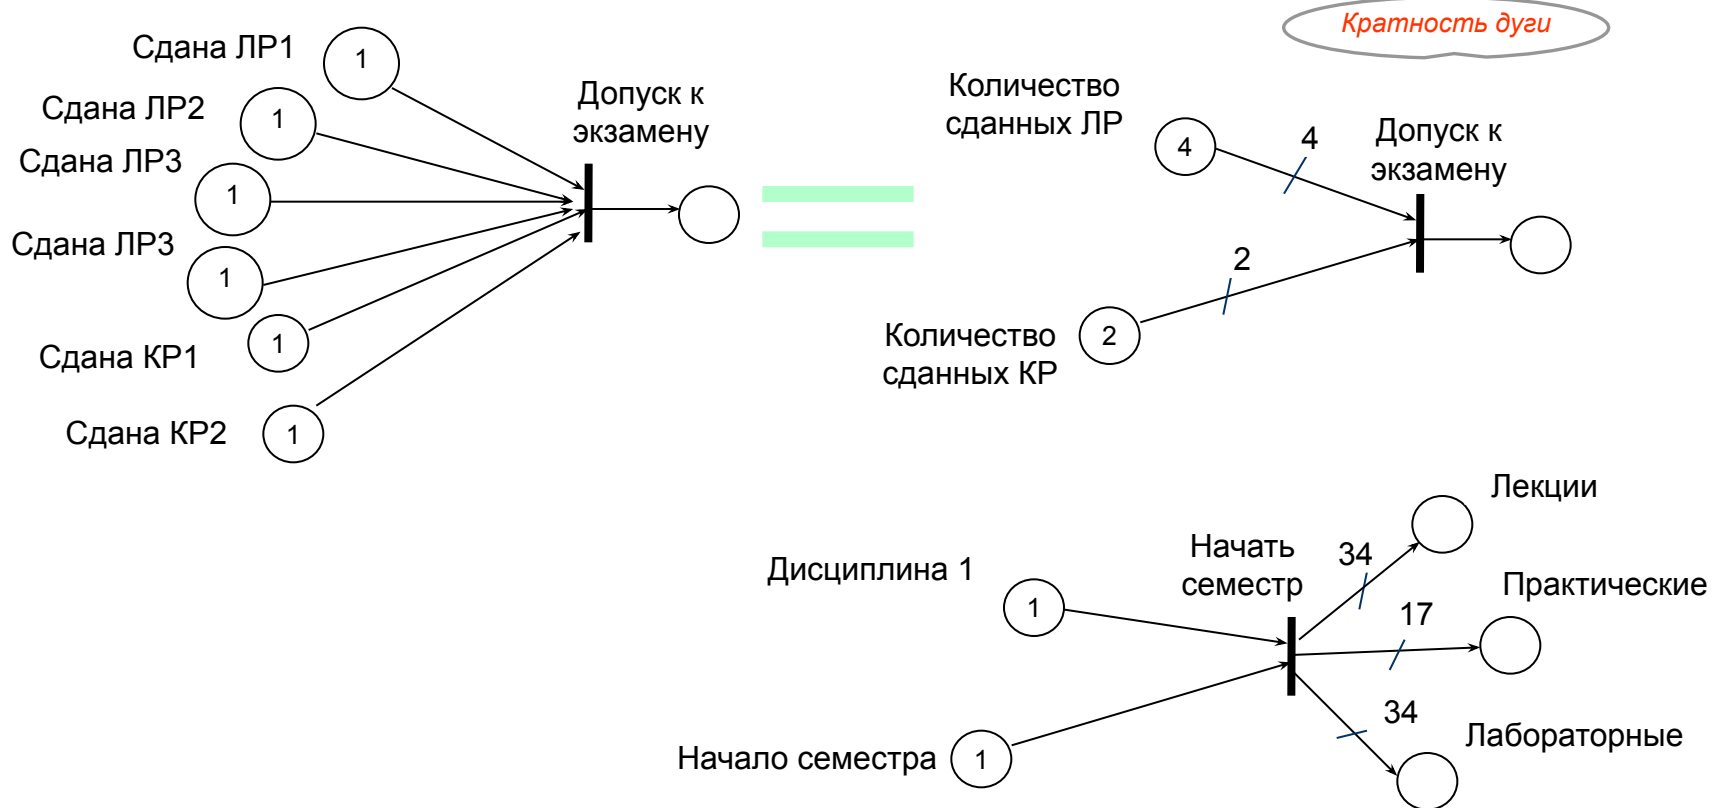 Кратность дуги
Сдана ЛР1
1
Сдана ЛР2
1
Сдана ЛР3
1
Сдана ЛР3
1
Сдана КР1
1
Сдана КР2
1
Допуск к
экзамену
Количество
сданных ЛР
4
4
Допуск к
экзамену
2
Количество
сданных КР
2
Дисциплина 1
1
Начало семестра
1
Начать
семестр
34
Лекции
17
Практические
34
Лабораторные